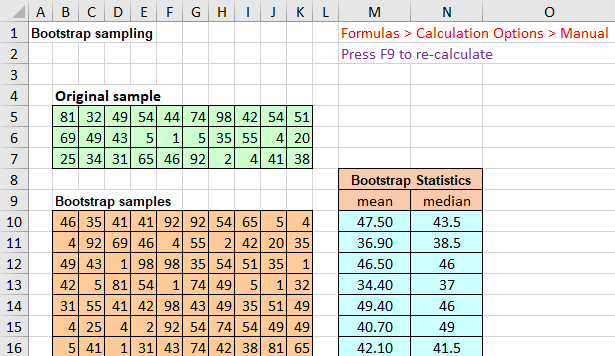 A B C D E F G H I J K L M N O
1 Bootstrap sampling Formulas > Calculation Options > Manual
2 Press F9 to re-calculate
3
4 Original sample
5 81 32 49 54 44 74 98 42 54 51
6 69 49 43 5 1 5 35 55 4 20
7 25 34 31 65 46 92 2 4 41 38
8 Bootstrap Statistics
9 Bootstrap samples mean median
10 46 35 41 41 92 92 54 65 5 4 47.50 43.5
11 4 92 69 46 4 55 2 42 20 35 36.90 38.5
12 49 43 1 98 98 35 54 51 35 1 46.50 46
13 42 5 81 54 1 74 49 5 1 32 34.40 37
14 31 55 41 42 98 43 49 35 51 49 49.40 46
15 4 25 4 2 92 54 74 54 49 49 40.70 49
16 5 41 1 31 43 74 42 38 81 65 42.10 41.5